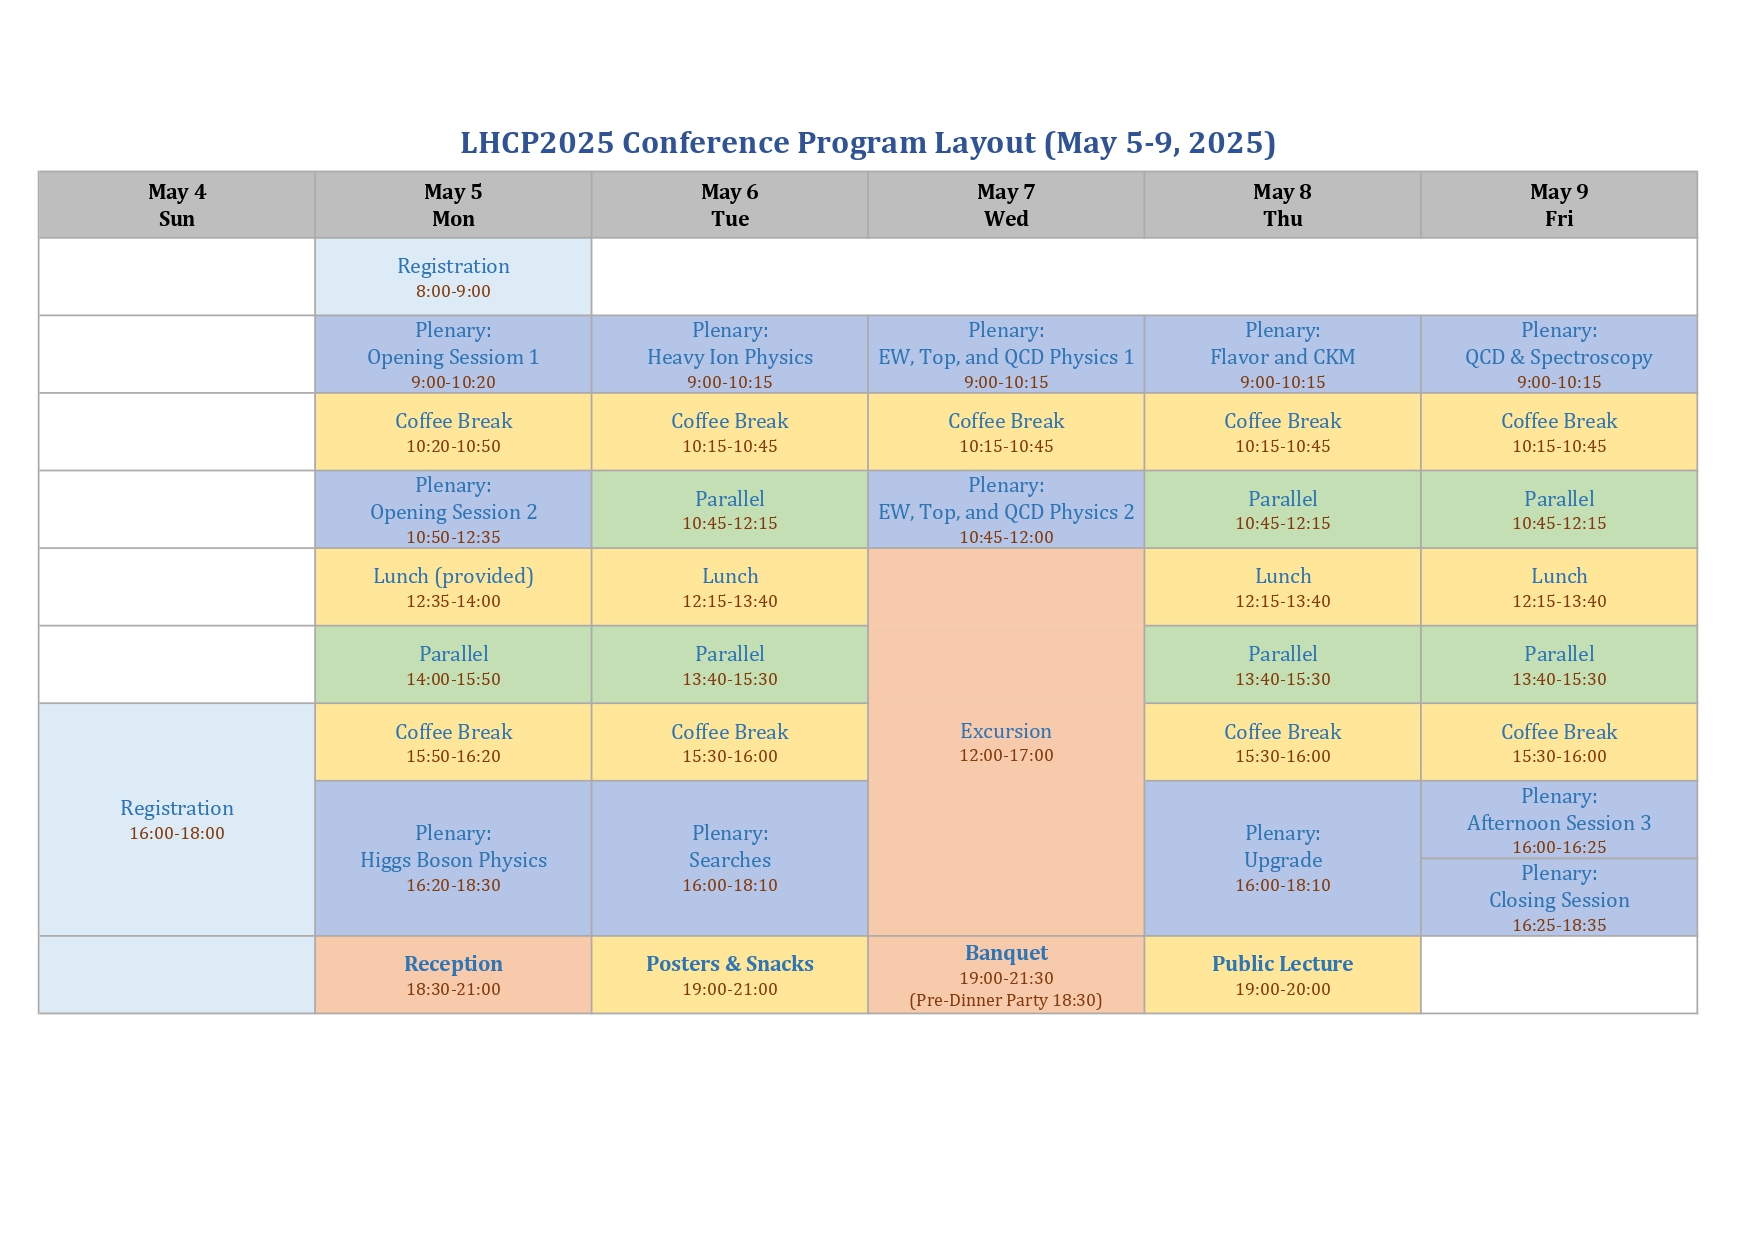 LHCP2025 Conference Program Layout (May 5-9, 2025)
May 4
Sun
May 5
Mon
May 6
Tue
May 7
Wed
May 8
Thu
May 9
Fri
Registration
8:00-9:00
Plenary:
Opening Sessiom 1
9:00-10:20
Plenary:
Heavy Ion Physics
9:00-10:15
Plenary:
EW, Top, and QCD Physics 1
9:00-10:15
Plenary:
Flavor and CKM
9:00-10:15
Plenary:
QCD & Spectroscopy
9:00-10:15
Coffee Break
10:20-10:50
Coffee Break
10:15-10:45
Coffee Break
10:15-10:45
Coffee Break
10:15-10:45
Coffee Break
10:15-10:45
Plenary:
Opening Session 2
10:50-12:35
Parallel
10:45-12:15
Plenary:
EW, Top, and QCD Physics 2
10:45-12:00
Parallel
10:45-12:15
Parallel
10:45-12:15
Lunch (provided)
12:35-14:00
Lunch
12:15-13:40
Lunch
12:15-13:40
Lunch
12:15-13:40
Parallel
14:00-15:50
Parallel
13:40-15:30
Parallel
13:40-15:30
Parallel
13:40-15:30
Registration
16:00-18:00
Coffee Break
15:50-16:20
Coffee Break
15:30-16:00
Excursion
12:00-17:00
Coffee Break
15:30-16:00
Coffee Break
15:30-16:00
Plenary:
Higgs Boson Physics
16:20-18:30
Plenary:
Searches
16:00-18:10
Plenary:
Upgrade
16:00-18:10
Plenary:
Afternoon Session 3
16:00-16:25
Plenary:
Closing Session
16:25-18:35
Reception
18:30-21:00
Posters & Snacks
19:00-21:00
Banquet
19:00-21:30
(Pre-Dinner Party 18:30)
Public Lecture
19:00-20:00